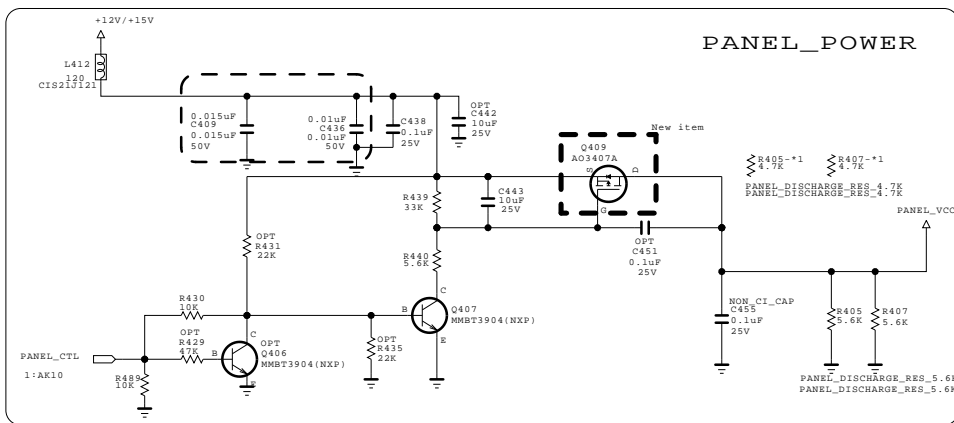 PANEL_POWER
+12V/+15V
L412
120
CIS21J121
0.015uF
C409
0.015uF
50V
0.01uF
C436
0.01uF
50V
C438
0.1uF
25V
OPT
C442
10uF
25V
New item
Q409
AO3407A
S
D
G
R405-*1
4.7K
R407-*1
4.7K
PANEL_DISCHARGE_RES_4.7K
PANEL_DISCHARGE_RES_4.7K
R439
33K
C443
10uF
25V
PANEL_VCC
OPT
R431
22K
R440
5.6K
OPT
C451
0.1uF
25V
R430
10K
B
C
Q407
MMBT3904(NXP)
E
NON_CI_CAP
C455
0.1uF
25V
R405
5.6K
R407
5.6K
OPT
R429
47K
B
C
OPT
Q406
MMBT3904(NXP)
E
OPT
R435
22K
PANEL_CTL
1:AK10
R489
10K
PANEL_DISCHARGE_RES_5.6K
PANEL_DISCHARGE_RES_5.6K